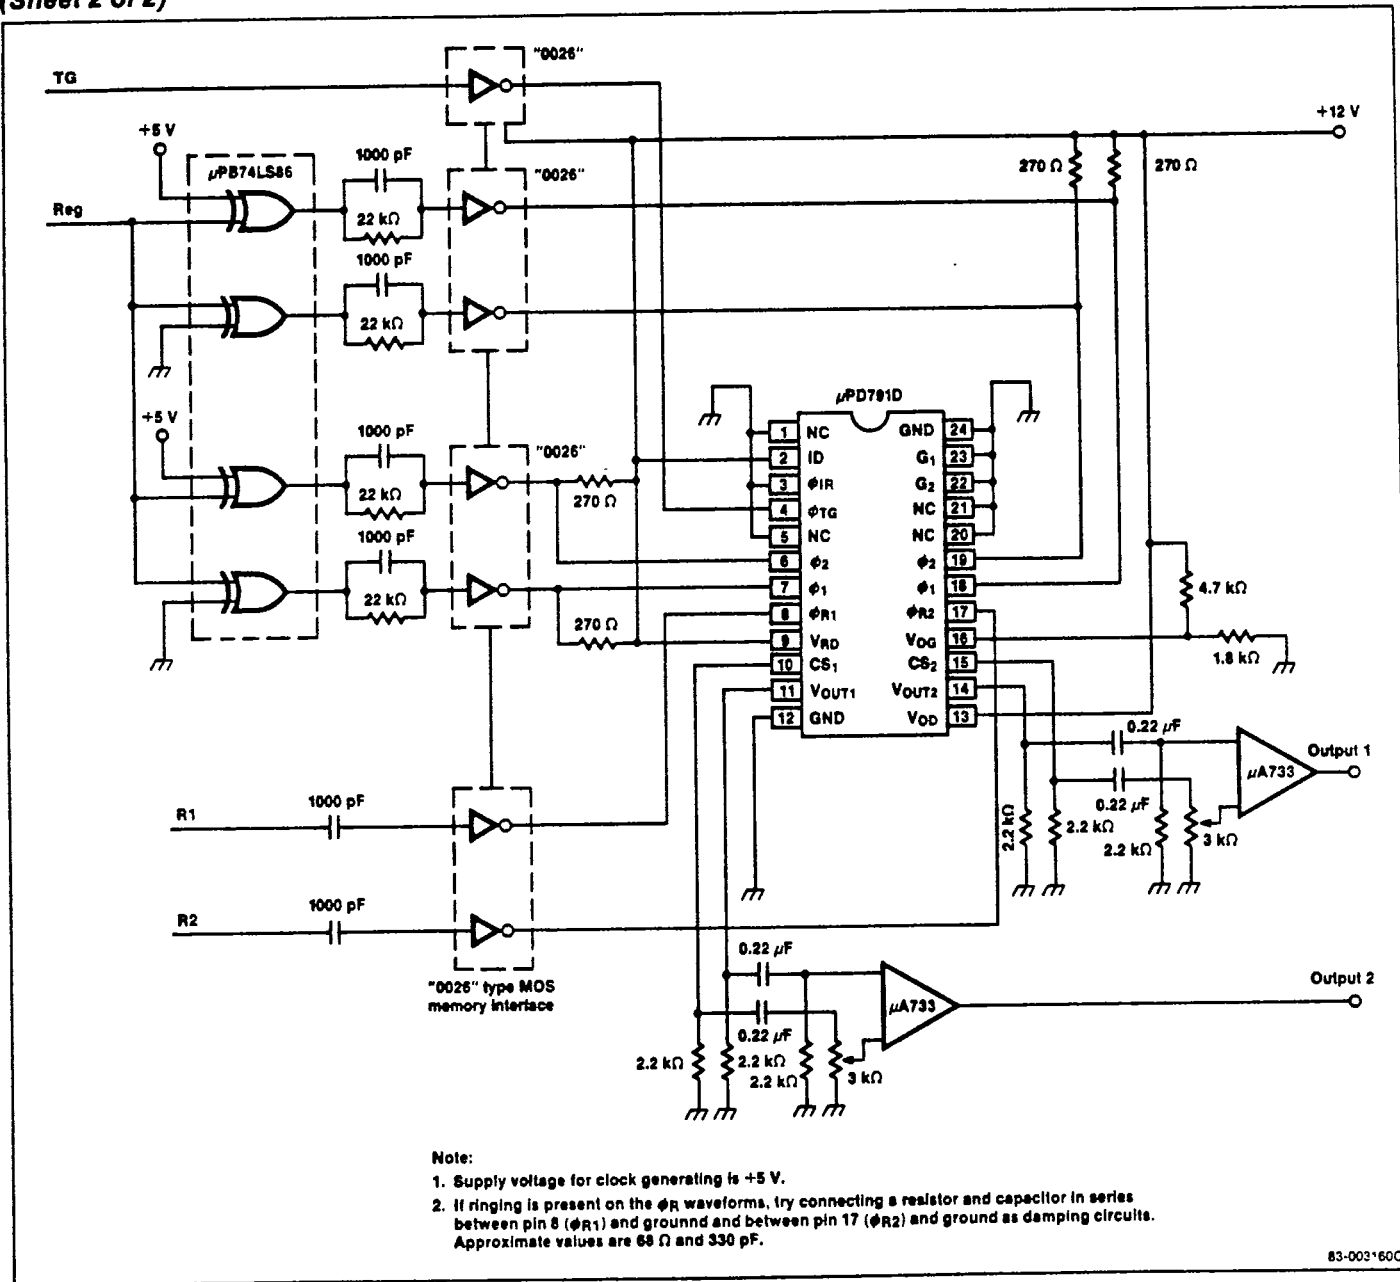 (Sheet 2 of 2)
"0026"
TG
+12 V
+5 V
1000 pF
270 Ω
270 Ω
µPB74LS86
"0026"
Reg
22 kΩ
1000 pF
22 kΩ
µPD791D
+5 V
1000 pF
"0026"
22 kΩ
270 Ω
1000 pF
22 kΩ
270 Ω
1 NC
2 ID
3 ϕIR
4 ϕTG
5 NC
6 ϕ2
7 ϕ1
8 ϕR1
9 VRD
10 CS1
11 VOUT1
12 GND
GND 24
G1 23
G2 22
NC 21
NC 20
ϕ2 19
ϕ1 18
ϕR2 17
VOG 16
CS2 15
VOUT2 14
VOD 13
4.7 kΩ
1.8 kΩ
0.22 µF
Output 1
µA733
0.22 µF
2.2 kΩ
2.2 kΩ
2.2 kΩ
3 kΩ
R1
1000 pF
R2
1000 pF
"0026" type MOS
memory interface
0.22 µF
Output 2
µA733
0.22 µF
2.2 kΩ
2.2 kΩ
2.2 kΩ
3 kΩ
Note:
1. Supply voltage for clock generating is +5 V.
2. If ringing is present on the ϕR waveforms, try connecting a resistor and capacitor in series
between pin 8 (ϕR1) and grounnd and between pin 17 (ϕR2) and ground as damping circuits.
Approximate values are 68 Ω and 330 pF.
83-003160C